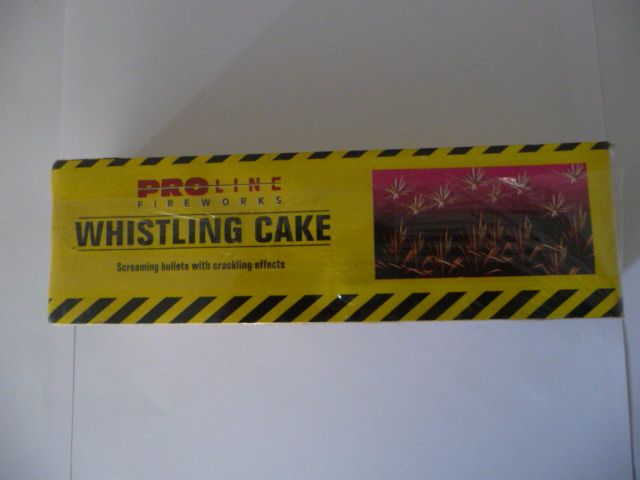 PROLINE
FIREWORKS
WHISTLING CAKE
Screaming bullets with crackling effects